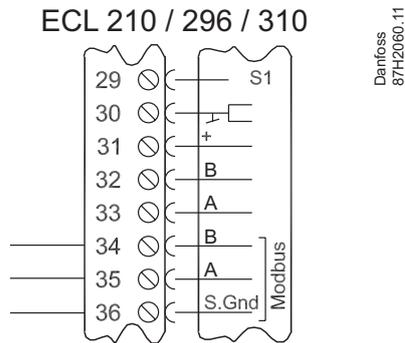 ECL 210 / 296 / 310
Danfoss
87H2060.11
29 S1
30
31 +
32 B
33 A
34 B
35 A
36 S.Gnd
Modbus